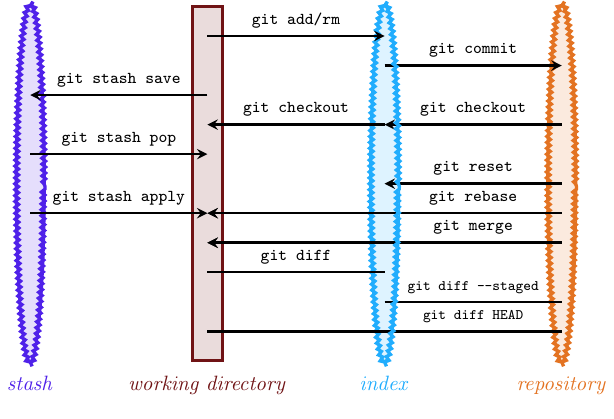 git add/rm
git commit
git stash save
git checkout git checkout
git stash pop
git reset
git stash apply git rebase
git merge
git diff
git diff --staged
git diff HEAD
stash working directory index repository